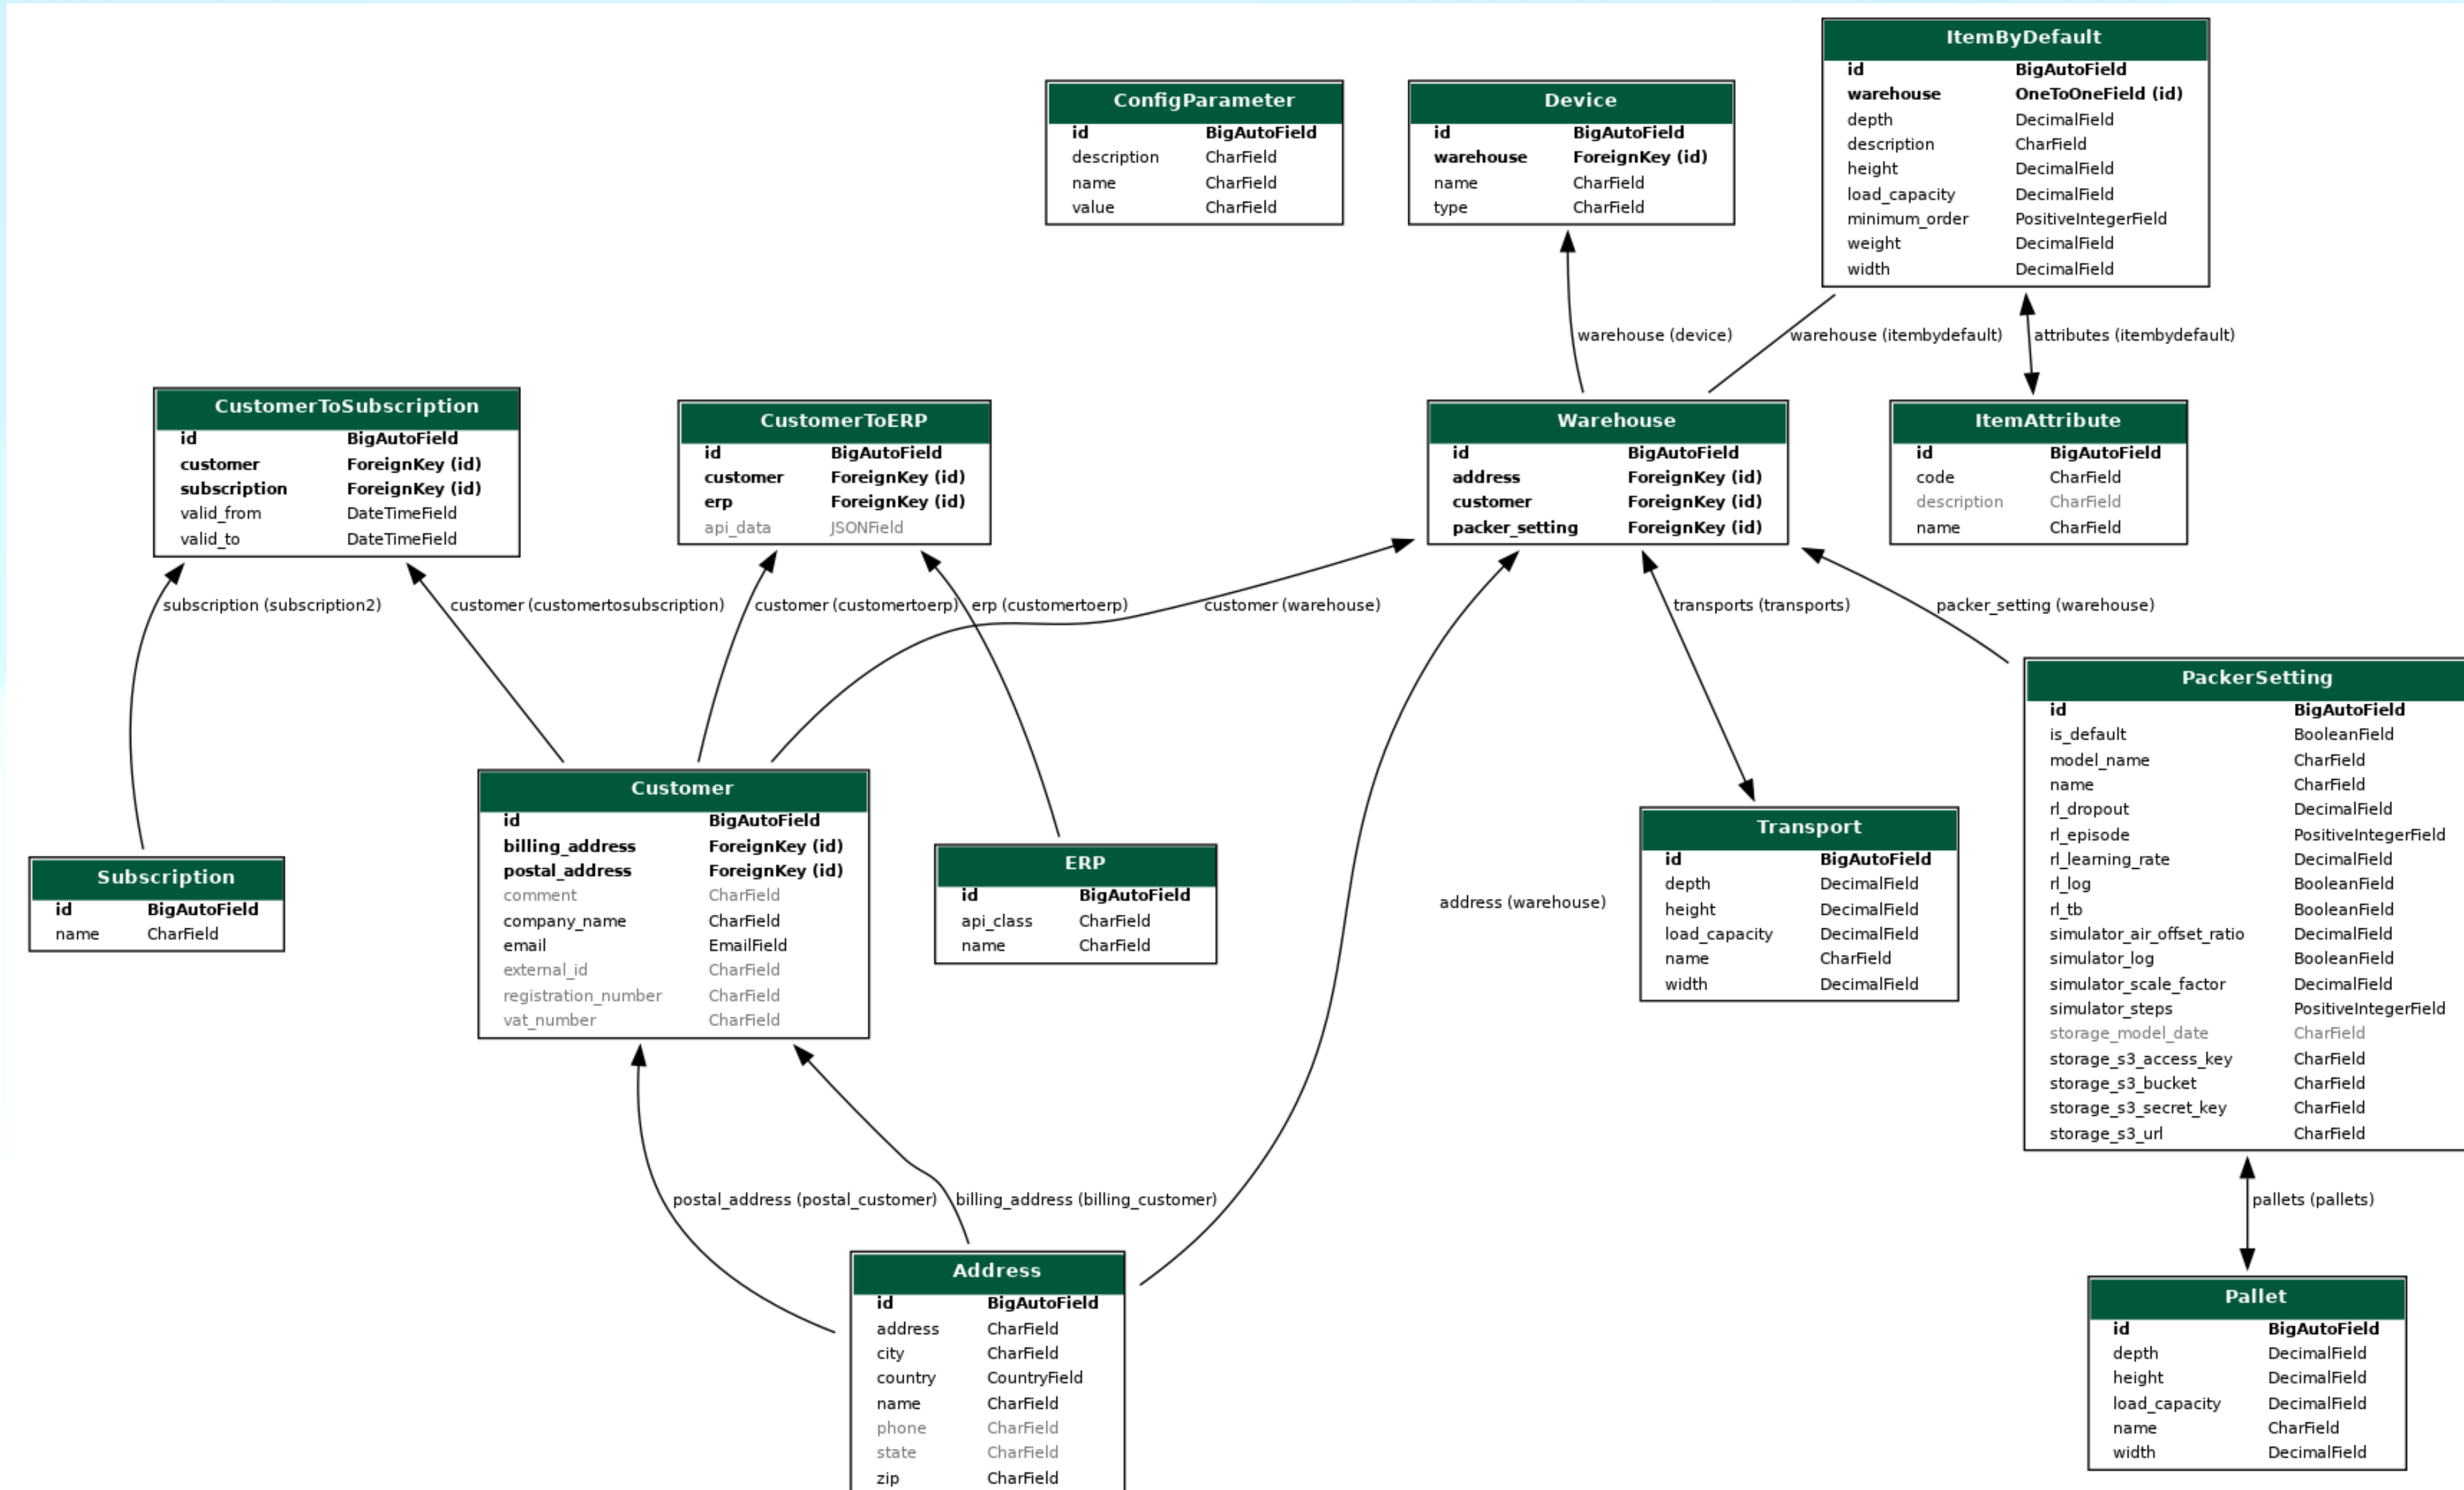 ItemByDefault
id BigAutoField
warehouse OneToOneField (id)
depth DecimalField
description CharField
height DecimalField
load_capacity DecimalField
minimum_order PositiveIntegerField
weight DecimalField
width DecimalField
ConfigParameter
id BigAutoField
description CharField
name CharField
value CharField
Device
id BigAutoField
warehouse ForeignKey (id)
name CharField
type CharField
warehouse (device)
warehouse (itembydefault)
attributes (itembydefault)
CustomerToSubscription
id BigAutoField
customer ForeignKey (id)
subscription ForeignKey (id)
valid_from DateTimeField
valid_to DateTimeField
CustomerToERP
id BigAutoField
customer ForeignKey (id)
erp ForeignKey (id)
api_data JSONField
Warehouse
id BigAutoField
address ForeignKey (id)
customer ForeignKey (id)
packer_setting ForeignKey (id)
ItemAttribute
id BigAutoField
code CharField
description CharField
name CharField
subscription (subscription2)
customer (customertosubscription)
customer (customertoerp)
erp (customertoerp)
customer (warehouse)
transports (transports)
packer_setting (warehouse)
Subscription
id BigAutoField
name CharField
Customer
id BigAutoField
billing_address ForeignKey (id)
postal_address ForeignKey (id)
comment CharField
company_name CharField
email EmailField
external_id CharField
registration_number CharField
vat_number CharField
ERP
id BigAutoField
api_class CharField
name CharField
address (warehouse)
Transport
id BigAutoField
depth DecimalField
height DecimalField
load_capacity DecimalField
name CharField
width DecimalField
PackerSetting
id BigAutoField
is_default BooleanField
model_name CharField
name CharField
rl_dropout DecimalField
rl_episode PositiveIntegerField
rl_learning_rate DecimalField
rl_log BooleanField
rl_tb BooleanField
simulator_air_offset_ratio DecimalField
simulator_log BooleanField
simulator_scale_factor DecimalField
simulator_steps PositiveIntegerField
storage_model_date CharField
storage_s3_access_key CharField
storage_s3_bucket CharField
storage_s3_secret_key CharField
storage_s3_url CharField
postal_address (postal_customer)
billing_address (billing_customer)
pallets (pallets)
Address
id BigAutoField
address CharField
city CharField
country CountryField
name CharField
phone CharField
state CharField
zip CharField
Pallet
id BigAutoField
depth DecimalField
height DecimalField
load_capacity DecimalField
name CharField
width DecimalField